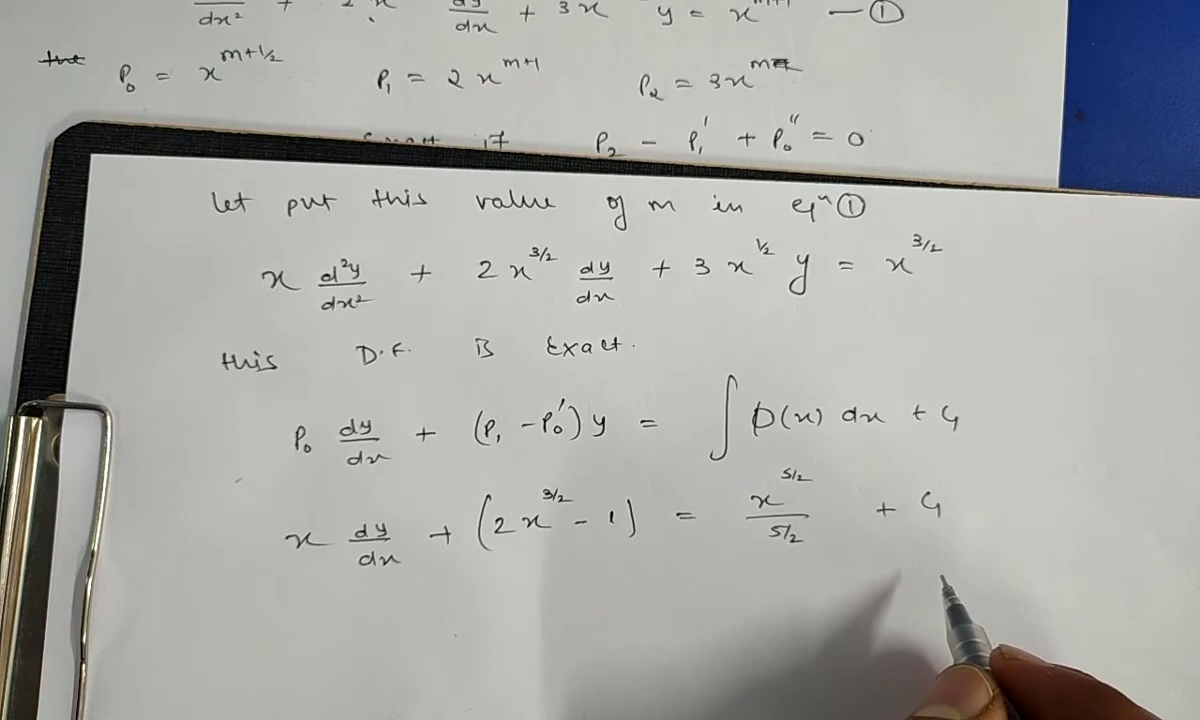 dx² + 2x dy/dx + 3x y = x^(m+1) — ①
P₀ = x^(m+1/2) P₁ = 2x^(m+1) P₂ = 3x^m
if P₂ - P₁' + P₀'' = 0
let put this value of m in eqⁿ ①
x d²y/dx² + 2x^(3/2) dy/dx + 3x^(1/2) y = x^(3/2)
this D.E. is Exact.
P₀ dy/dx + (P₁ - P₀')y = ∫ φ(x) dx + C₁
x dy/dx + (2x^(3/2) - 1) = x^(5/2)/(5/2) + C₁